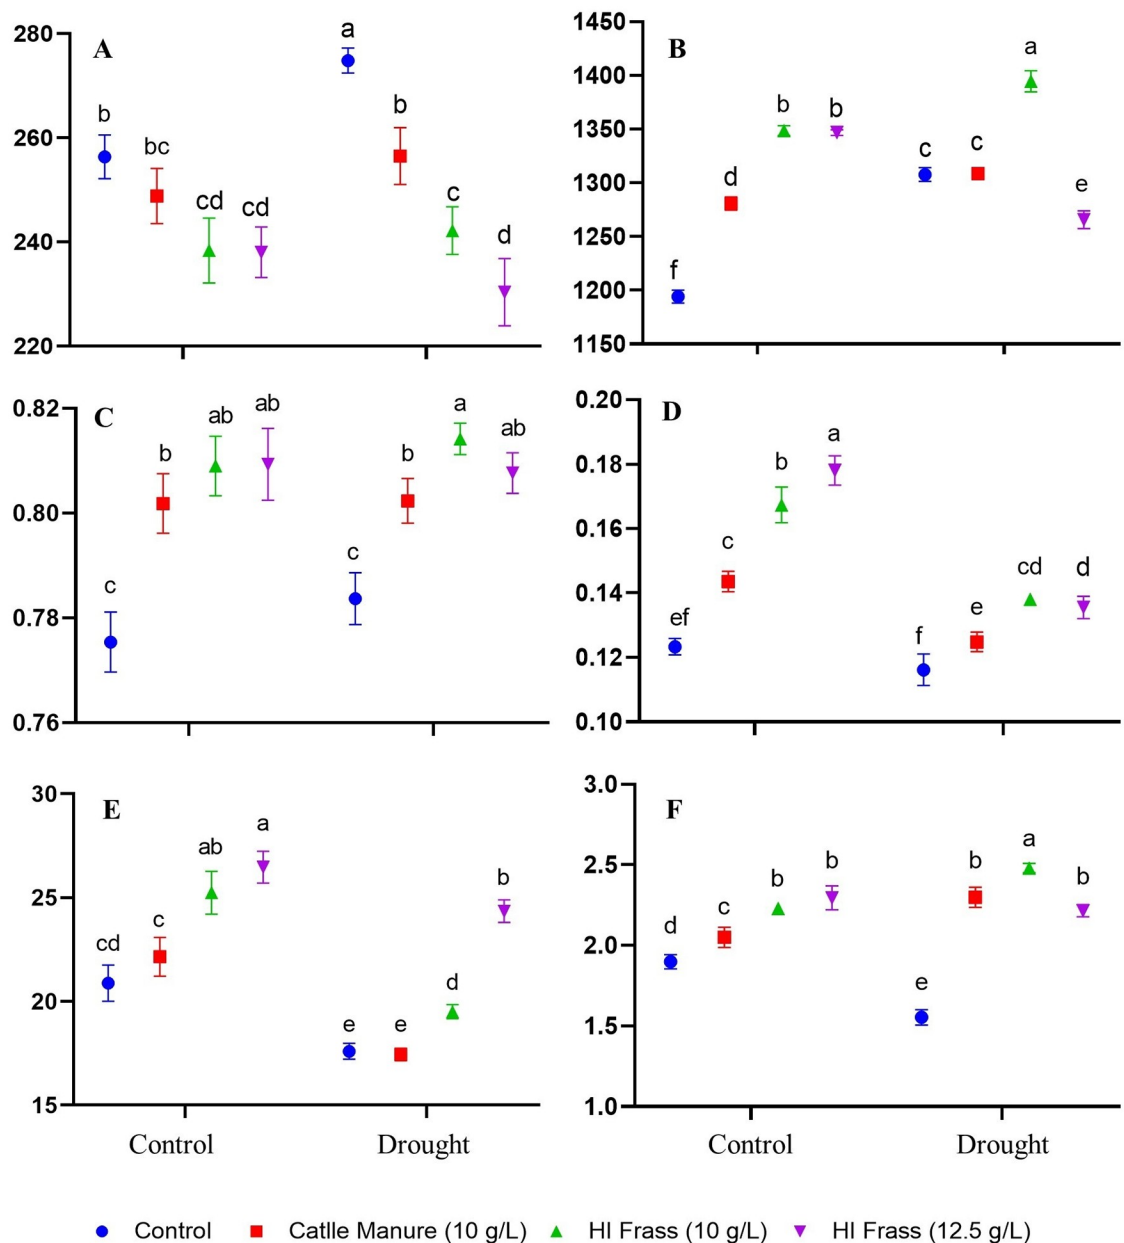 A
280
260
240
220
b
bc
cd
cd
a
b
c
d
B
1450
1400
1350
1300
1250
1200
1150
f
d
b
b
c
c
a
e
C
0.82
0.80
0.78
0.76
c
b
ab
ab
c
b
a
ab
D
0.20
0.18
0.16
0.14
0.12
0.10
ef
c
b
a
f
e
cd
d
E
30
25
20
15
cd
c
ab
a
e
e
d
b
Control Drought
F
3.0
2.5
2.0
1.5
1.0
d
c
b
b
e
b
a
b
Control Drought
Control Catlle Manure (10 g/L) HI Frass (10 g/L) HI Frass (12.5 g/L)